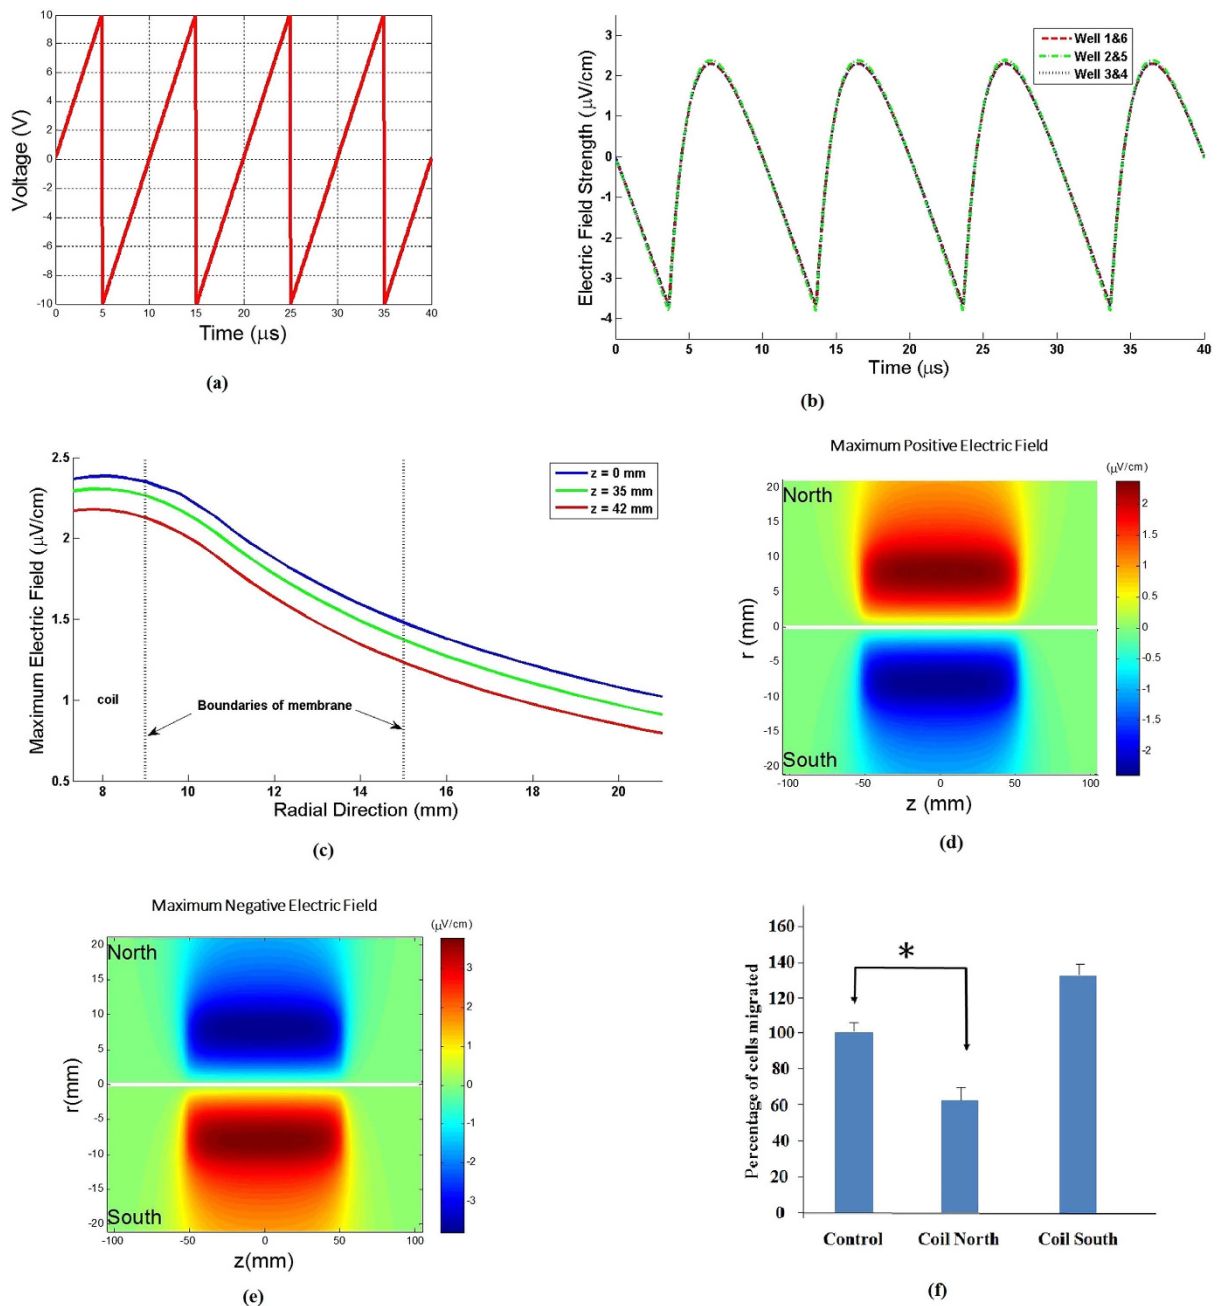 10
8
6
4
2
0
-2
-4
-6
-8
-10
Voltage (V)
0 5 10 15 20 25 30 35 40
Time (μs)
(a)
3
2
1
0
-1
-2
-3
-4
Electric Field Strength (μV/cm)
Well 1&6
Well 2&5
Well 3&4
0 5 10 15 20 25 30 35 40
Time (μs)
(b)
2.5
2
1.5
1
0.5
Maximum Electric Field (μV/cm)
z = 0 mm
z = 35 mm
z = 42 mm
coil
Boundaries of membrane
8 10 12 14 16 18 20
Radial Direction (mm)
(c)
Maximum Positive Electric Field
(μV/cm)
North
South
20
15
10
5
0
-5
-10
-15
-20
r (mm)
-100 -50 0 50 100
z (mm)
2
1.5
1
0.5
0
-0.5
-1
-1.5
-2
(d)
Maximum Negative Electric Field
(μV/cm)
North
South
20
15
10
5
0
-5
-10
-15
-20
r(mm)
-100 -50 0 50 100
z(mm)
3
2
1
0
-1
-2
-3
(e)
160
140
120
100
80
60
40
20
0
Percentage of cells migrated
*
Control Coil North Coil South
(f)